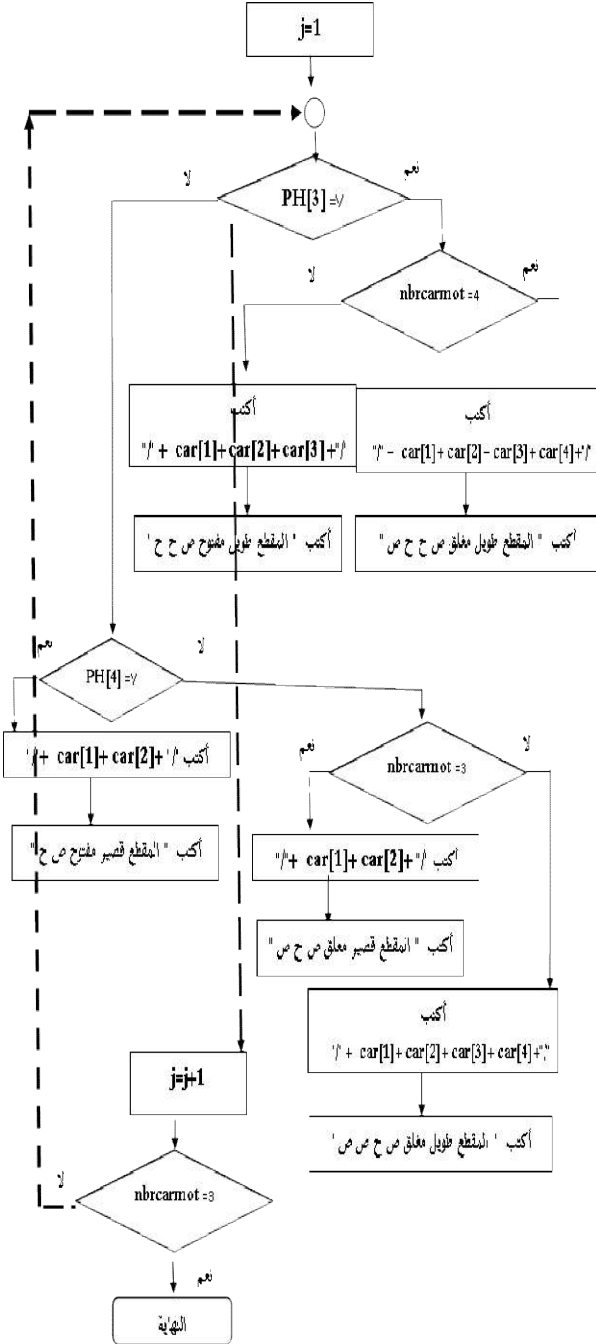 j=1
لا
نعم
PH[3] =V
لا
نعم
nbrcarmot =4
أكتب
"/" + car[1]+car[2]+car[3]+"/"
أكتب
"/" – car[1]+car[2]–car[3]+car[4]+"/"
أكتب " المقطع طويل مفتوح ص ح ح "
أكتب " المقطع طويل مغلق ص ح ح ص "
نعم
لا
PH[4] =V
نعم
لا
nbrcarmot =3
أكتب "/"+ car[1]+car[2]+ "/"
أكتب " المقطع قصير مفتوح ص ح "
أكتب "/"+ car[1]+car[2]+ "/"
أكتب " المقطع قصير مغلق ص ح ص "
أكتب
"/" + car[1]+car[2]+car[3]+car[4]+"/"
أكتب " المقطع طويل مغلق ص ح ص ص "
j=j+1
لا
nbrcarmot =3
نعم
النهاية